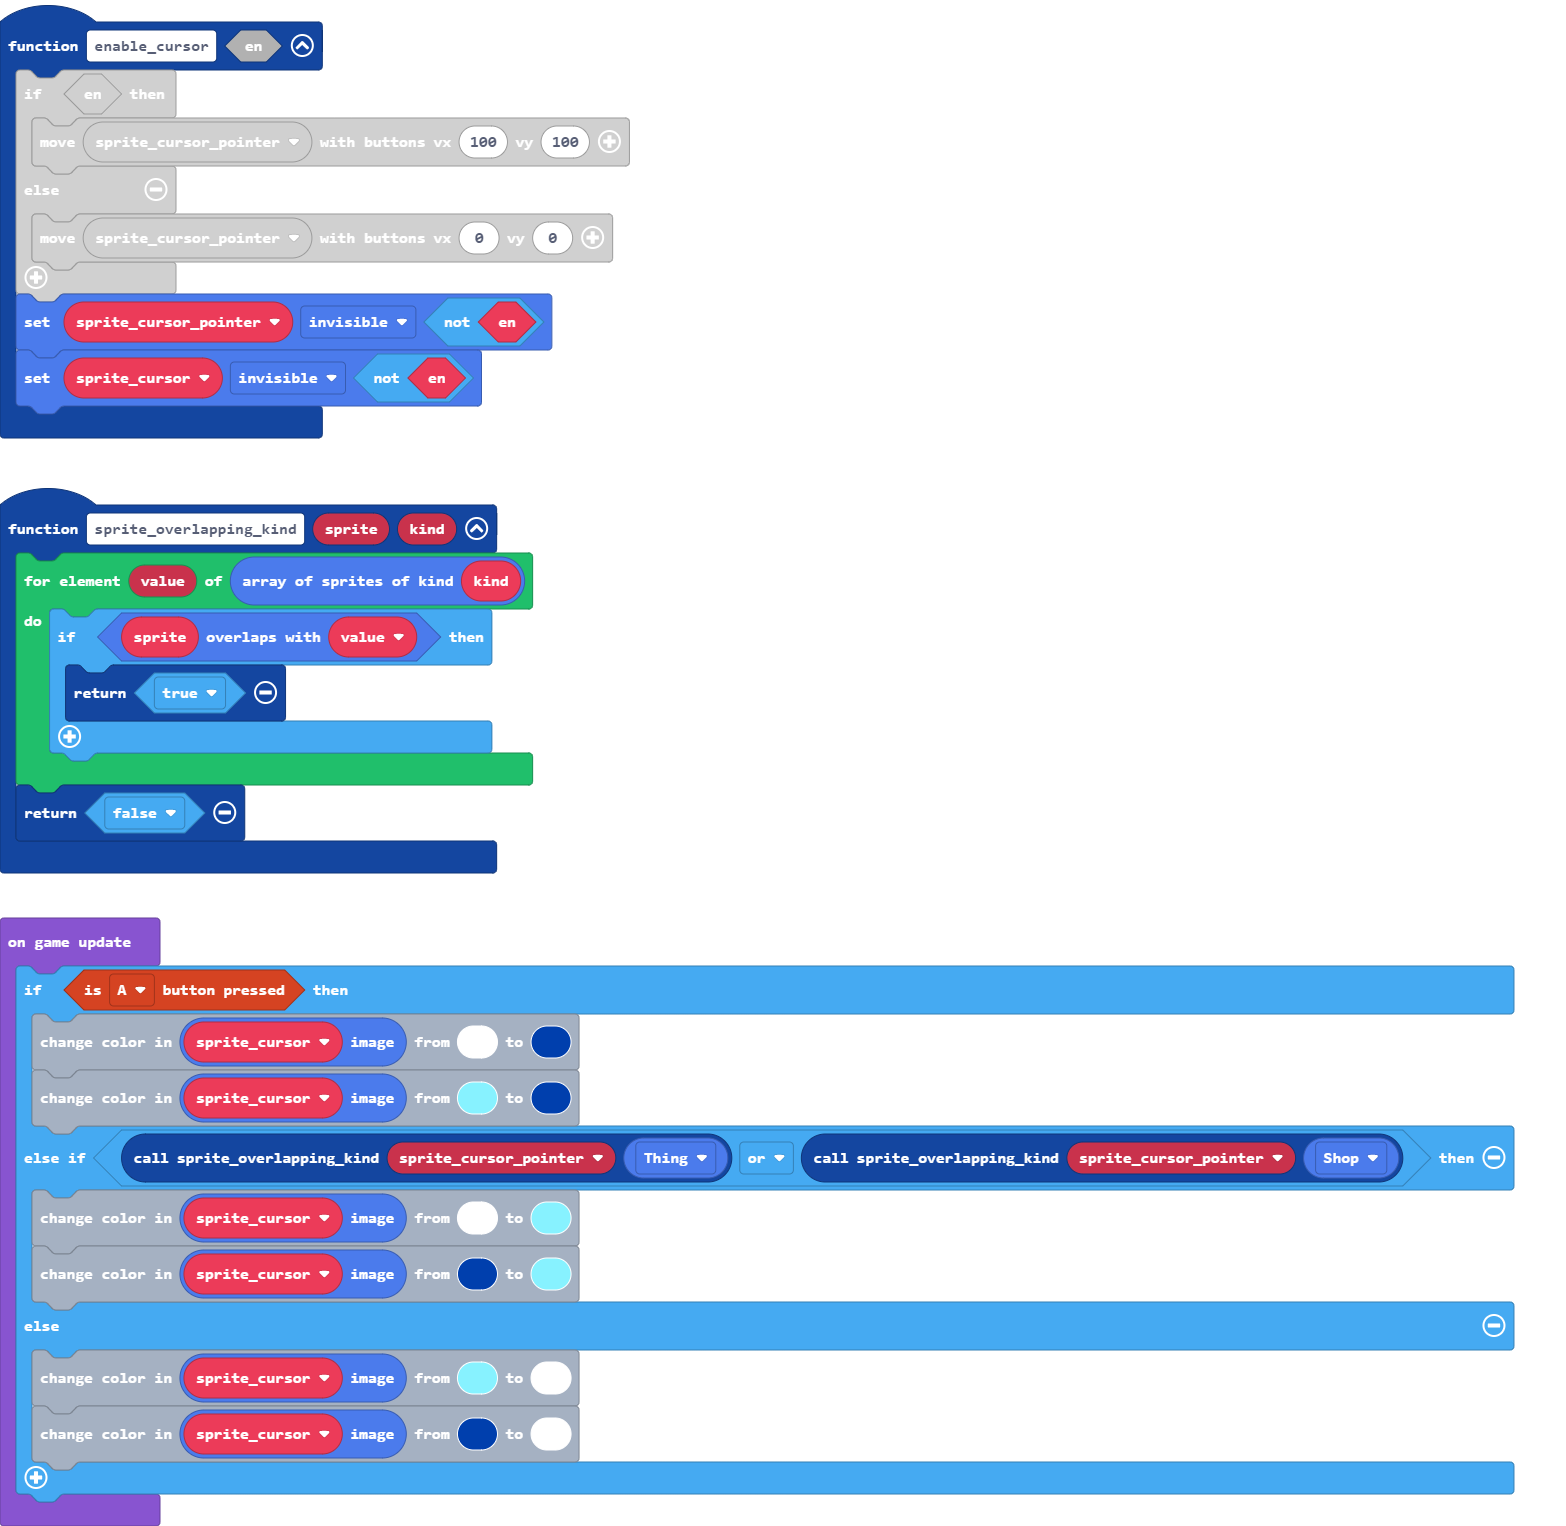 function enable_cursor en
if en then
move sprite_cursor_pointer with buttons vx 100 vy 100
else
move sprite_cursor_pointer with buttons vx 0 vy 0
set sprite_cursor_pointer invisible not en
set sprite_cursor invisible not en
function sprite_overlapping_kind sprite kind
for element value of array of sprites of kind kind
do
if sprite overlaps with value then
return true
return false
on game update
if is A button pressed then
change color in sprite_cursor image from to
change color in sprite_cursor image from to
else if call sprite_overlapping_kind sprite_cursor_pointer Thing or call sprite_overlapping_kind sprite_cursor_pointer Shop then
change color in sprite_cursor image from to
change color in sprite_cursor image from to
else
change color in sprite_cursor image from to
change color in sprite_cursor image from to